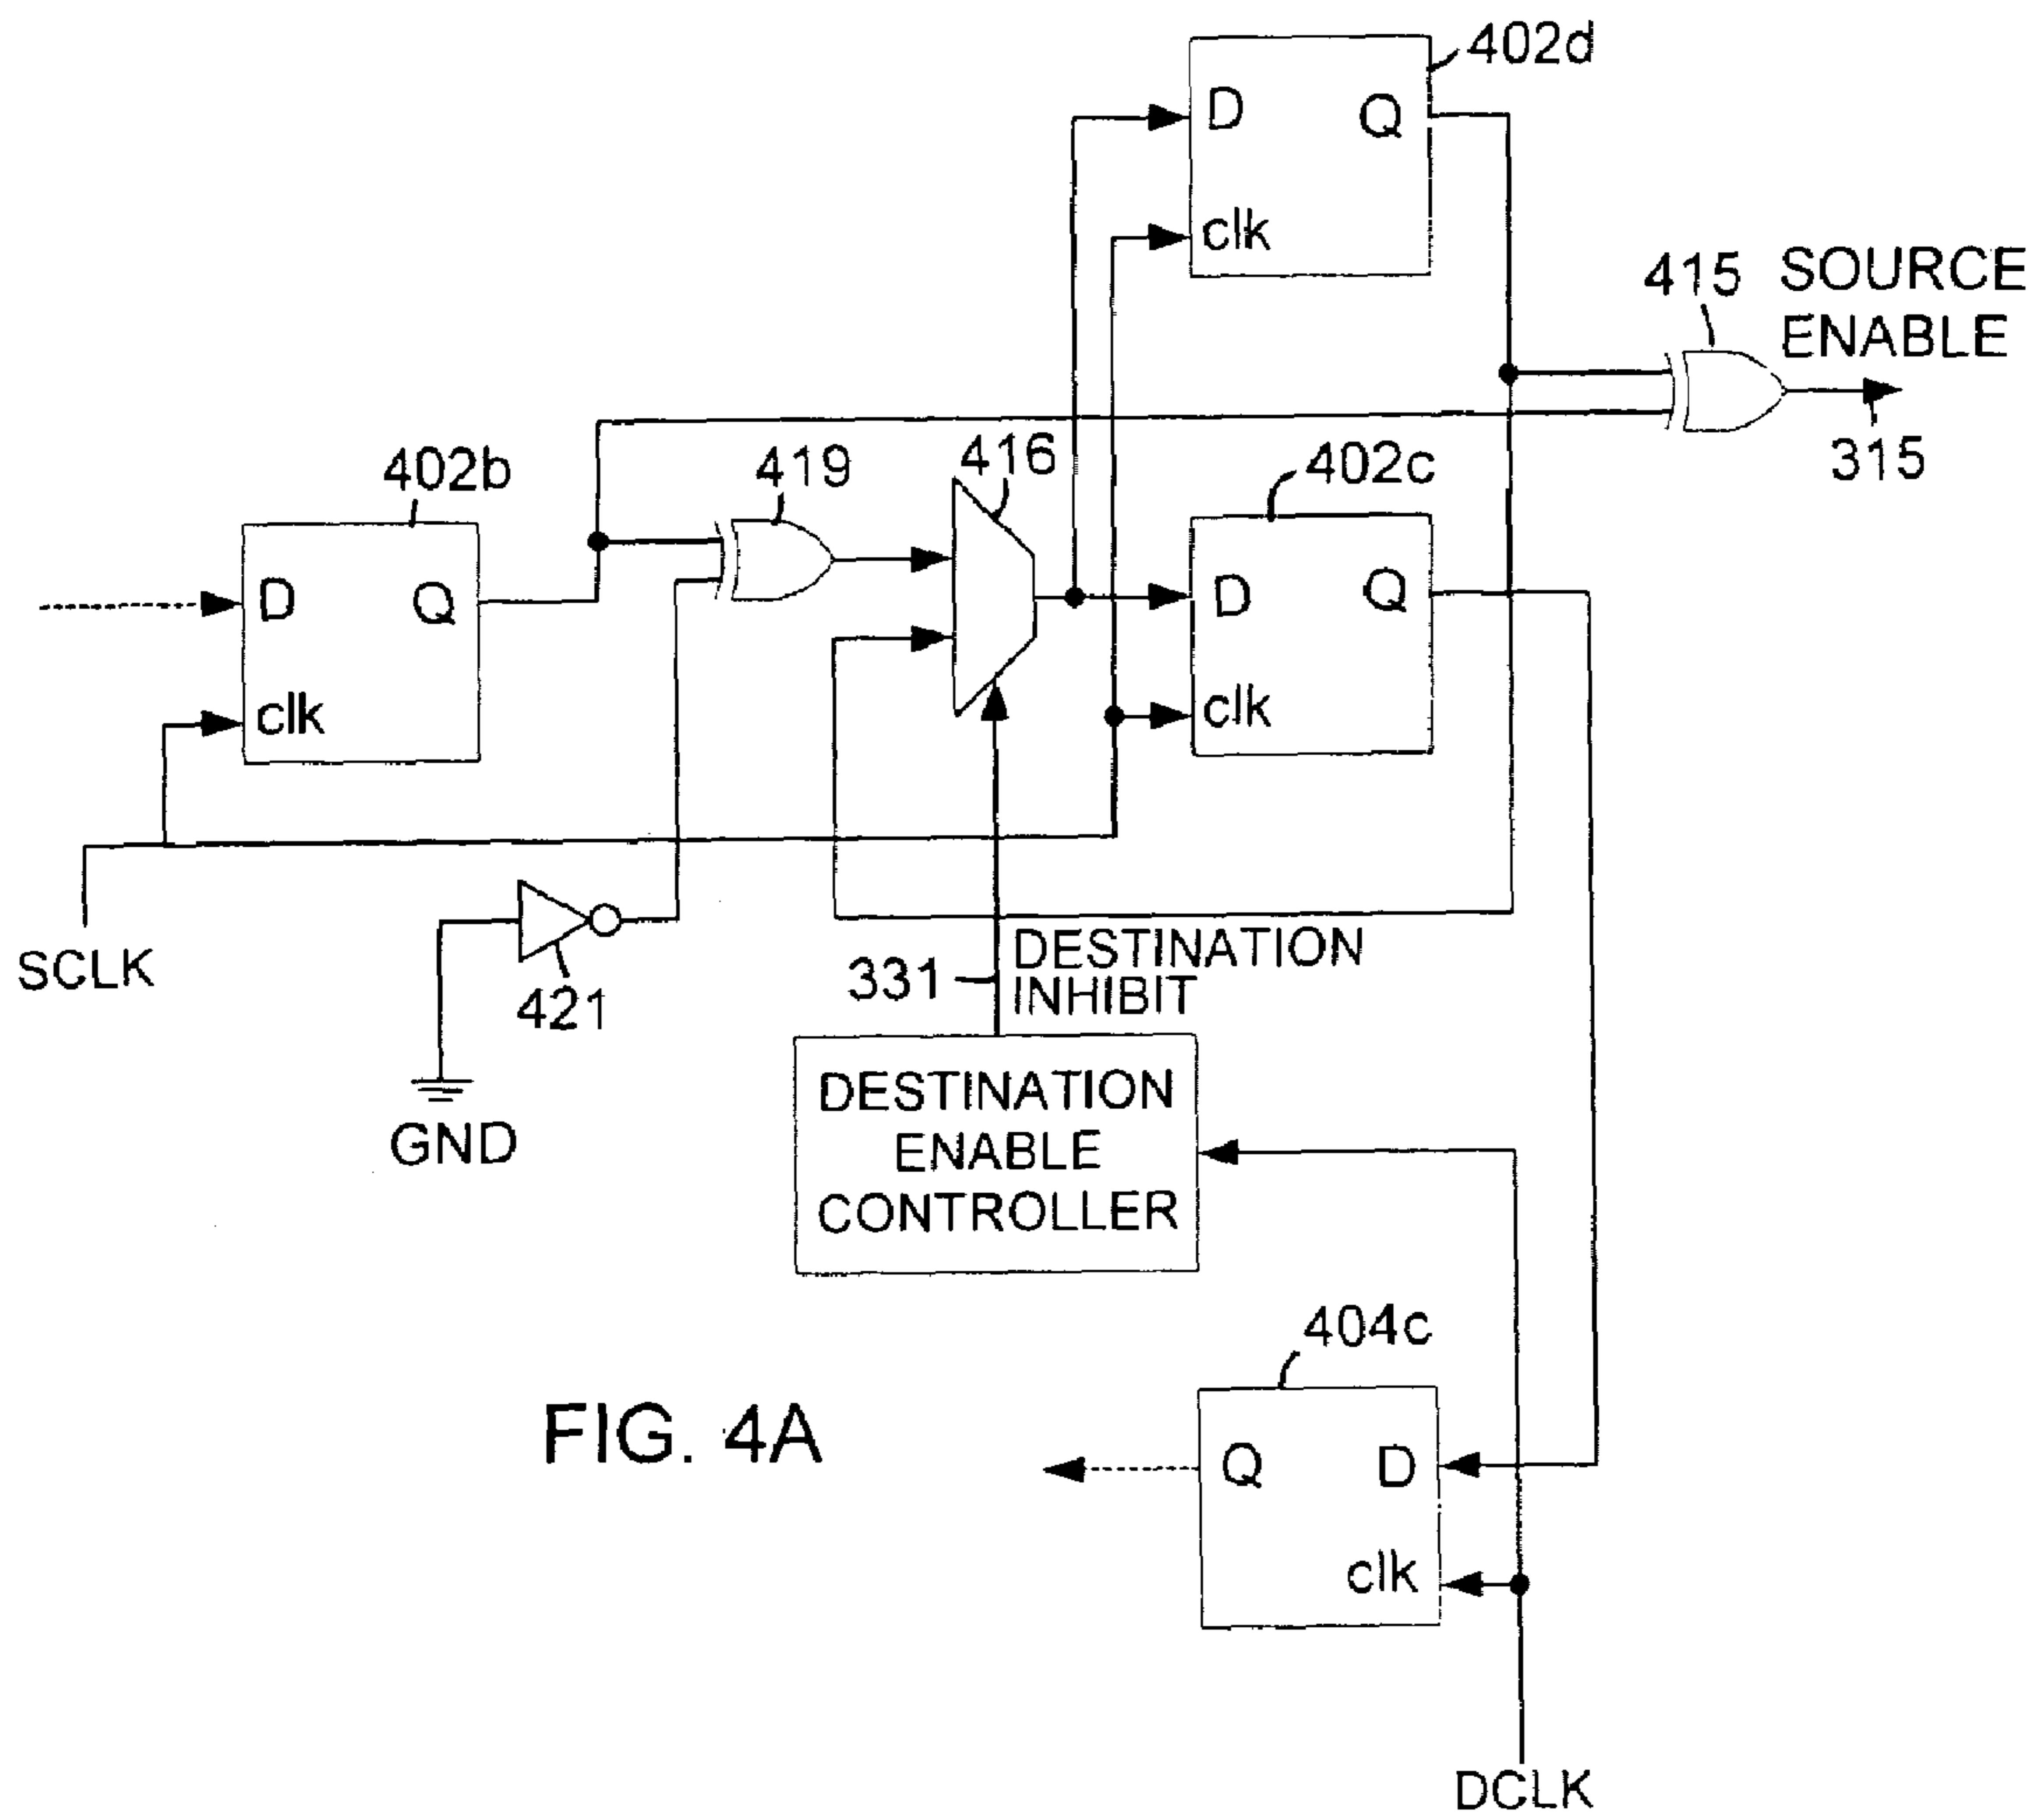 402d
D Q
clk
415 SOURCE
ENABLE
315
402b
419
416
402c
D Q
clk
D Q
clk
SCLK
421
GND
331
DESTINATION
INHIBIT
DESTINATION
ENABLE
CONTROLLER
404c
Q D
clk
FIG. 4A
DCLK